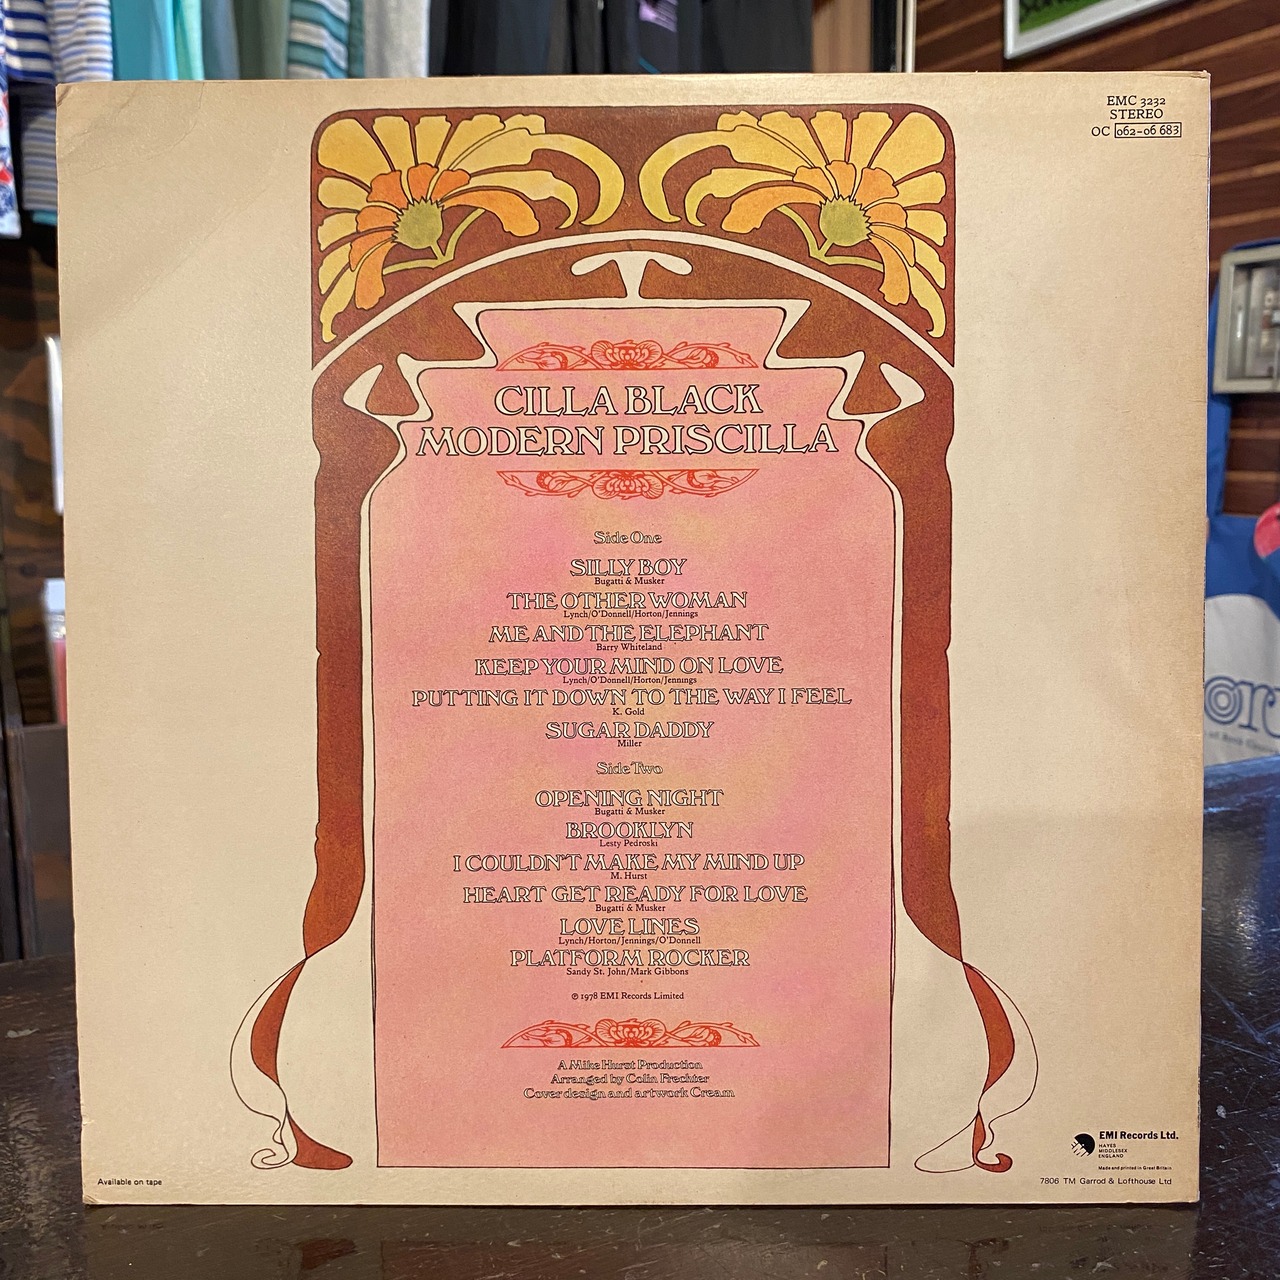 EMC 3232
STEREO
OC 062-06 683
CILLA BLACK
MODERN PRISCILLA
Side One
SILLY BOY
Bugatti & Musker
THE OTHER WOMAN
Lynch/O'Donnell/Horton/Jennings
ME AND THE ELEPHANT
Barry Whiteland
KEEP YOUR MIND ON LOVE
Lynch/O'Donnell/Horton/Jennings
PUTTING IT DOWN TO THE WAY I FEEL
K. Gold
SUGAR DADDY
Miller
Side Two
OPENING NIGHT
Bugatti & Musker
BROOKLYN
Lesty Pedroski
I COULDN'T MAKE MY MIND UP
M. Hurst
HEART GET READY FOR LOVE
Bugatti & Musker
LOVE LINES
Lynch/Horton/Jennings/O'Donnell
PLATFORM ROCKER
Sandy St. John/Mark Gibbons
℗ 1978 EMI Records Limited
A Mike Hurst Production
Arranged by Colin Frechter
Cover design and artwork Cream
EMI Records Ltd.
HAYES
MIDDLESEX
ENGLAND
Made and printed in Great Britain
Available on tape
7806 TM Garrod & Lofthouse Ltd